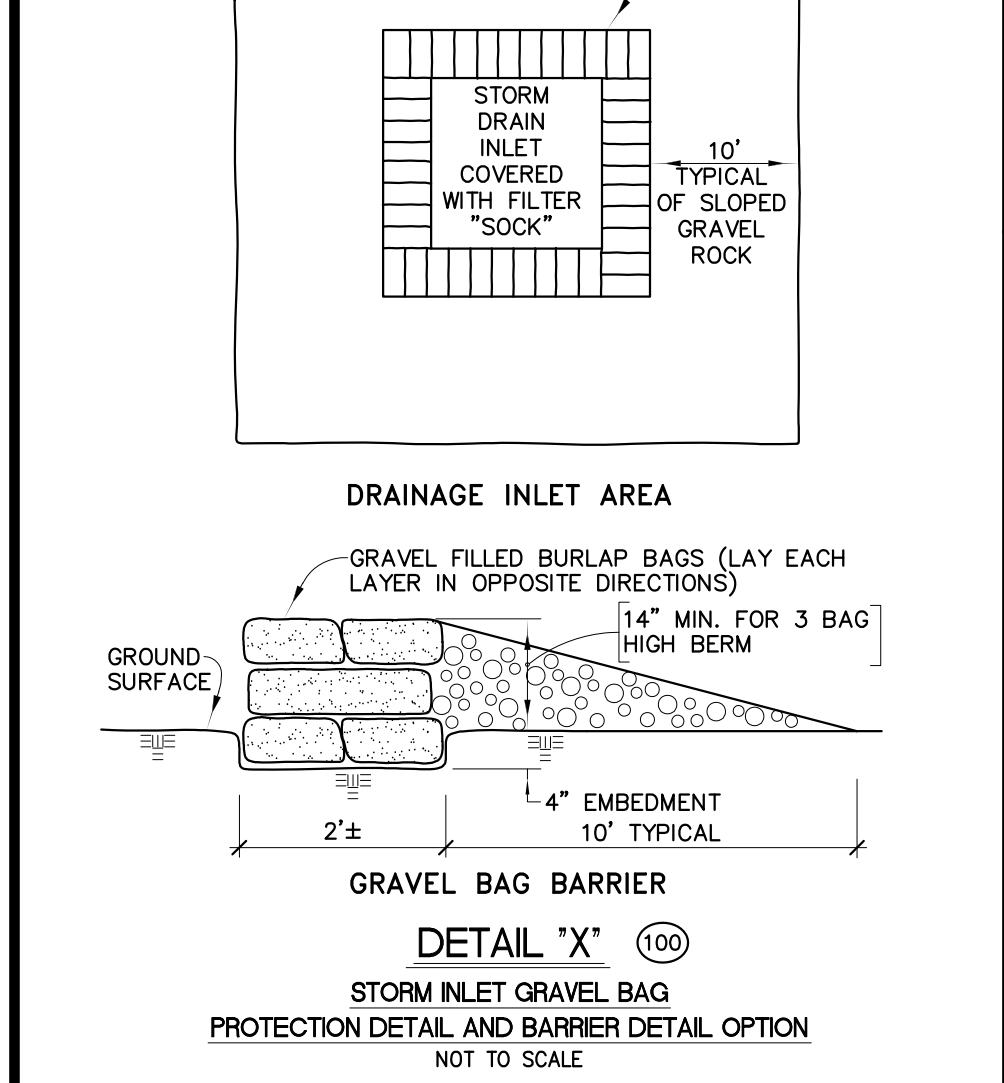 STORM
DRAIN
INLET
COVERED
WITH FILTER
"SOCK"
10'
TYPICAL
OF SLOPED
GRAVEL
ROCK
DRAINAGE INLET AREA
GRAVEL FILLED BURLAP BAGS (LAY EACH
LAYER IN OPPOSITE DIRECTIONS)
14" MIN. FOR 3 BAG
HIGH BERM
GROUND
SURFACE
4" EMBEDMENT
2'±
10' TYPICAL
GRAVEL BAG BARRIER
DETAIL "X" 100
STORM INLET GRAVEL BAG
PROTECTION DETAIL AND BARRIER DETAIL OPTION
NOT TO SCALE